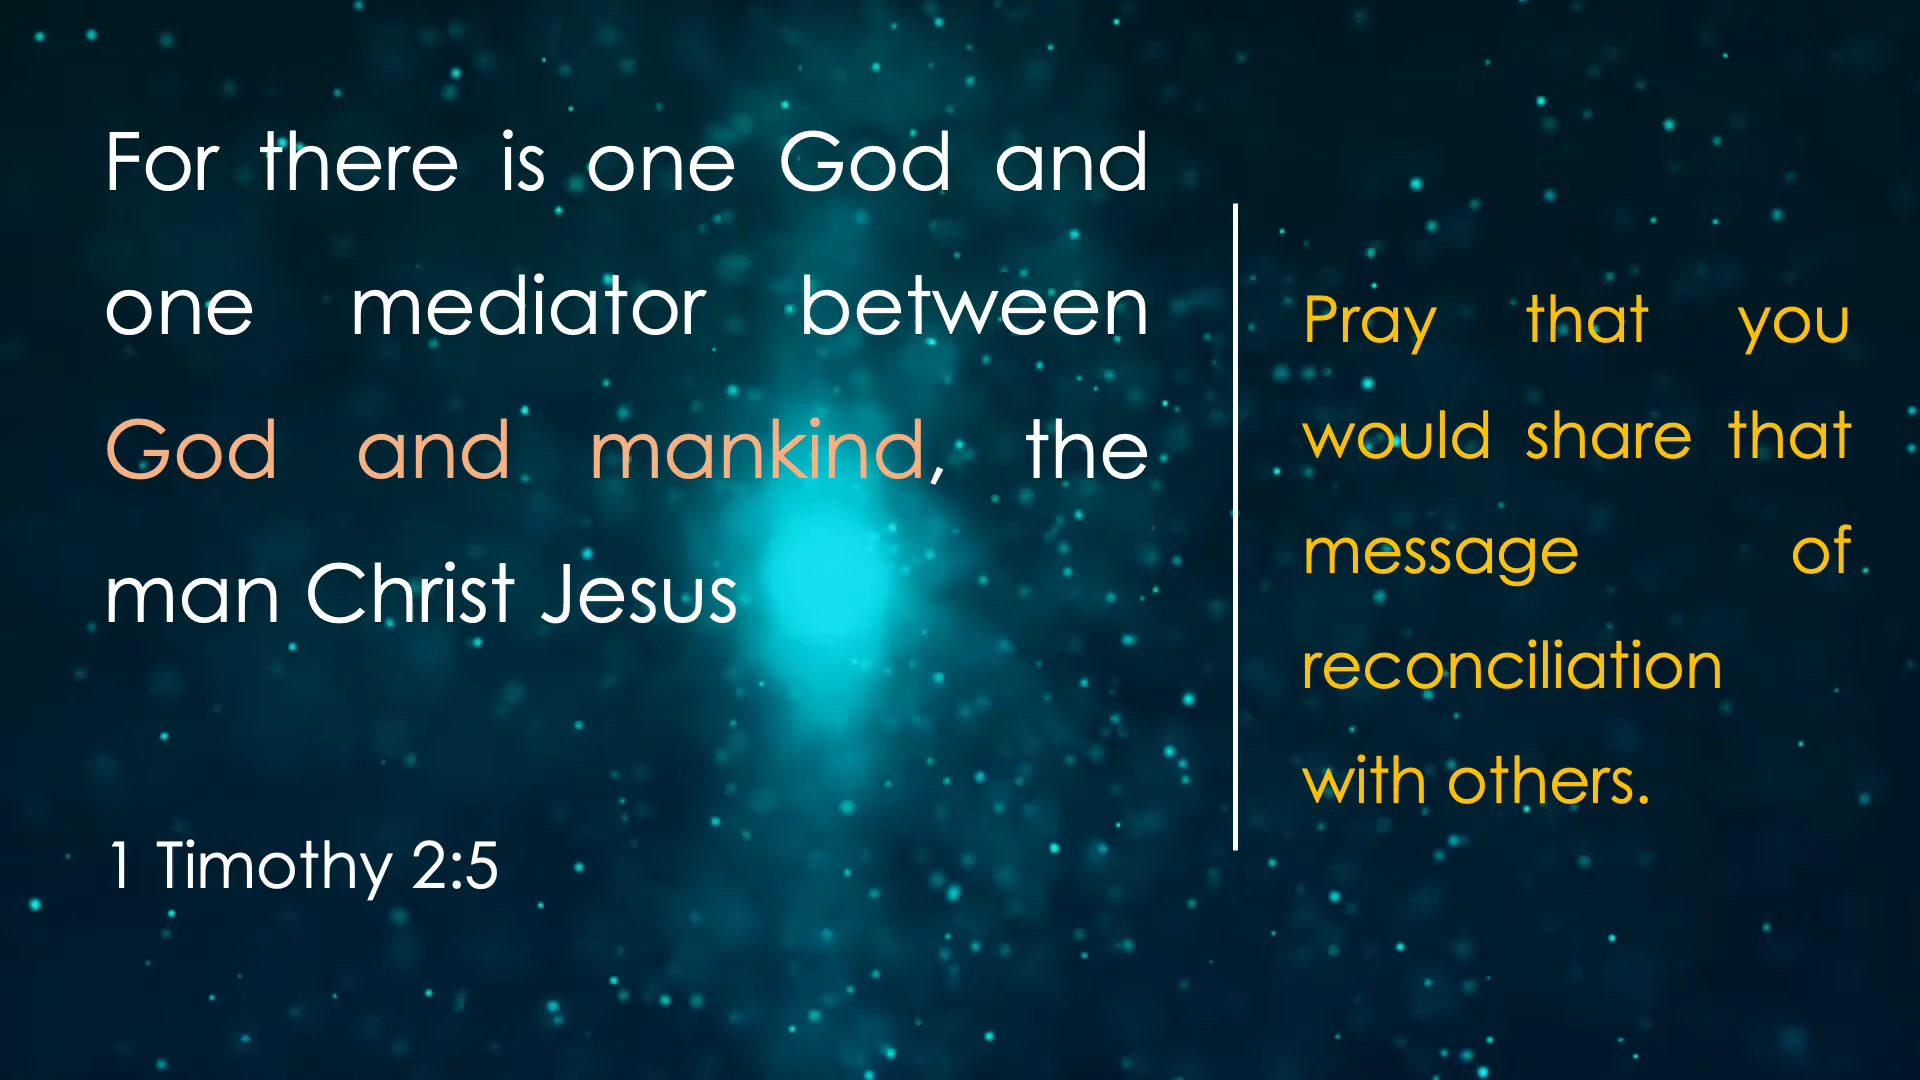 For there is one God and
one mediator between
God and mankind, the
man Christ Jesus
1 Timothy 2:5
Pray that you
would share that
message of
reconciliation
with others.